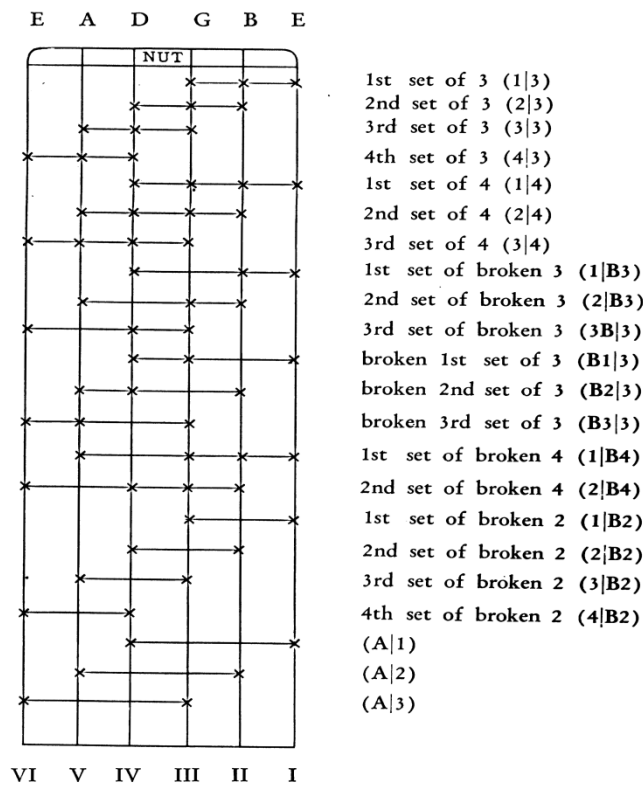 E A D G B E
NUT
1st set of 3 (1|3)
2nd set of 3 (2|3)
3rd set of 3 (3|3)
4th set of 3 (4|3)
1st set of 4 (1|4)
2nd set of 4 (2|4)
3rd set of 4 (3|4)
1st set of broken 3 (1|B3)
2nd set of broken 3 (2|B3)
3rd set of broken 3 (3B|3)
broken 1st set of 3 (B1|3)
broken 2nd set of 3 (B2|3)
broken 3rd set of 3 (B3|3)
1st set of broken 4 (1|B4)
2nd set of broken 4 (2|B4)
1st set of broken 2 (1|B2)
2nd set of broken 2 (2|B2)
3rd set of broken 2 (3|B2)
4th set of broken 2 (4|B2)
(A|1)
(A|2)
(A|3)
VI V IV III II I